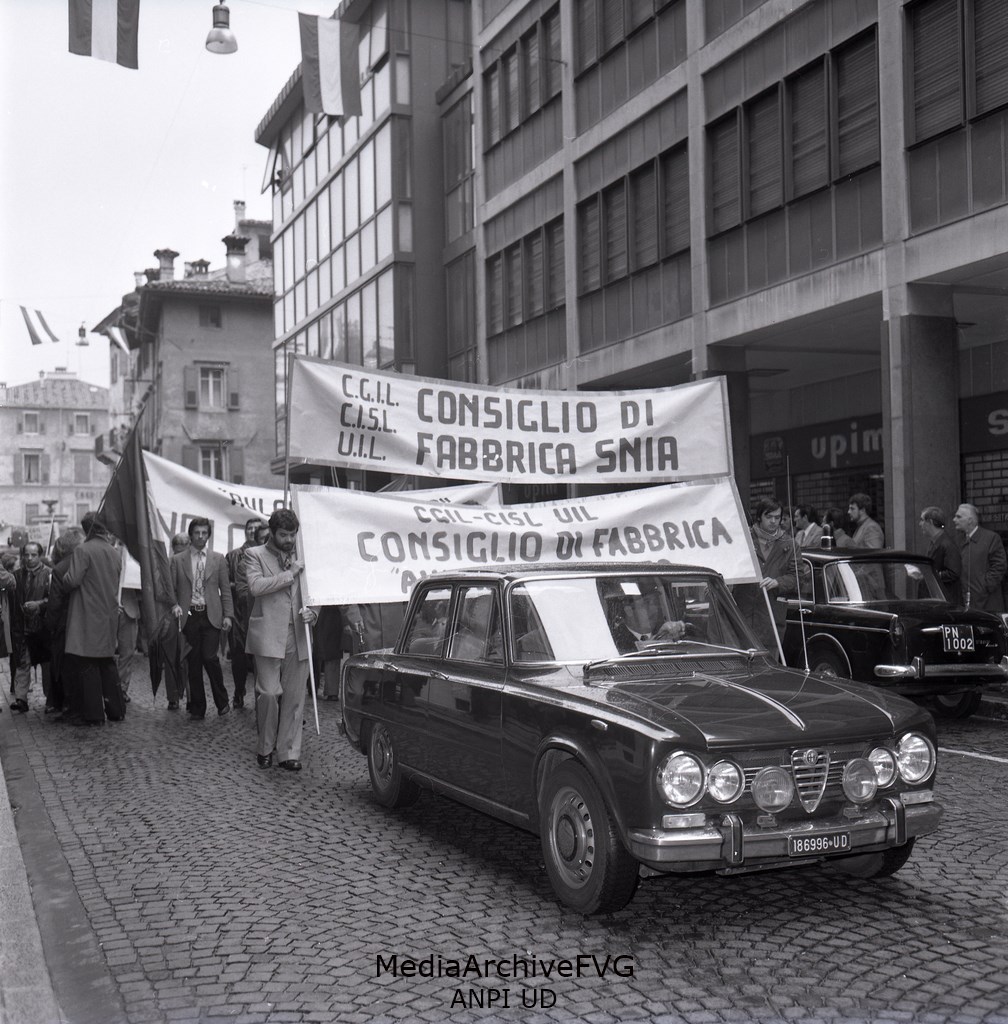 C.G.I.L.
C.I.S.L.
U.I.L.
CONSIGLIO DI
FABBRICA SNIA
CGIL-CISL UIL
CONSIGLIO DI FABBRICA
upim
PN
1002
186996 UD
MediaArchiveFVG
ANPI UD